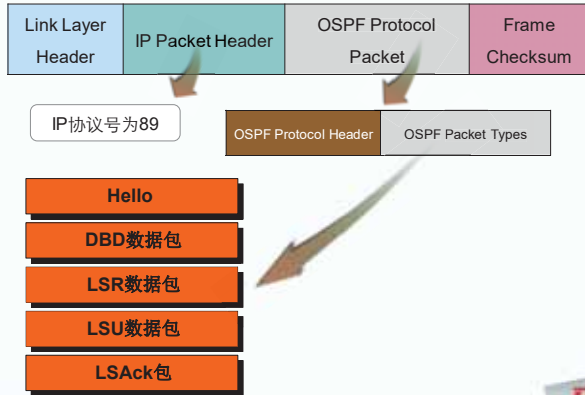 Link Layer
Header
IP Packet Header
OSPF Protocol
Packet
Frame
Checksum
IP协议号为89
OSPF Protocol Header
OSPF Packet Types
Hello
DBD数据包
LSR数据包
LSU数据包
LSAck包